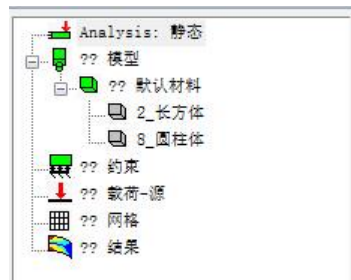 Analysis: 静态
?? 模型
?? 默认材料
2_长方体
8_圆柱体
?? 约束
?? 载荷-源
?? 网格
?? 结果